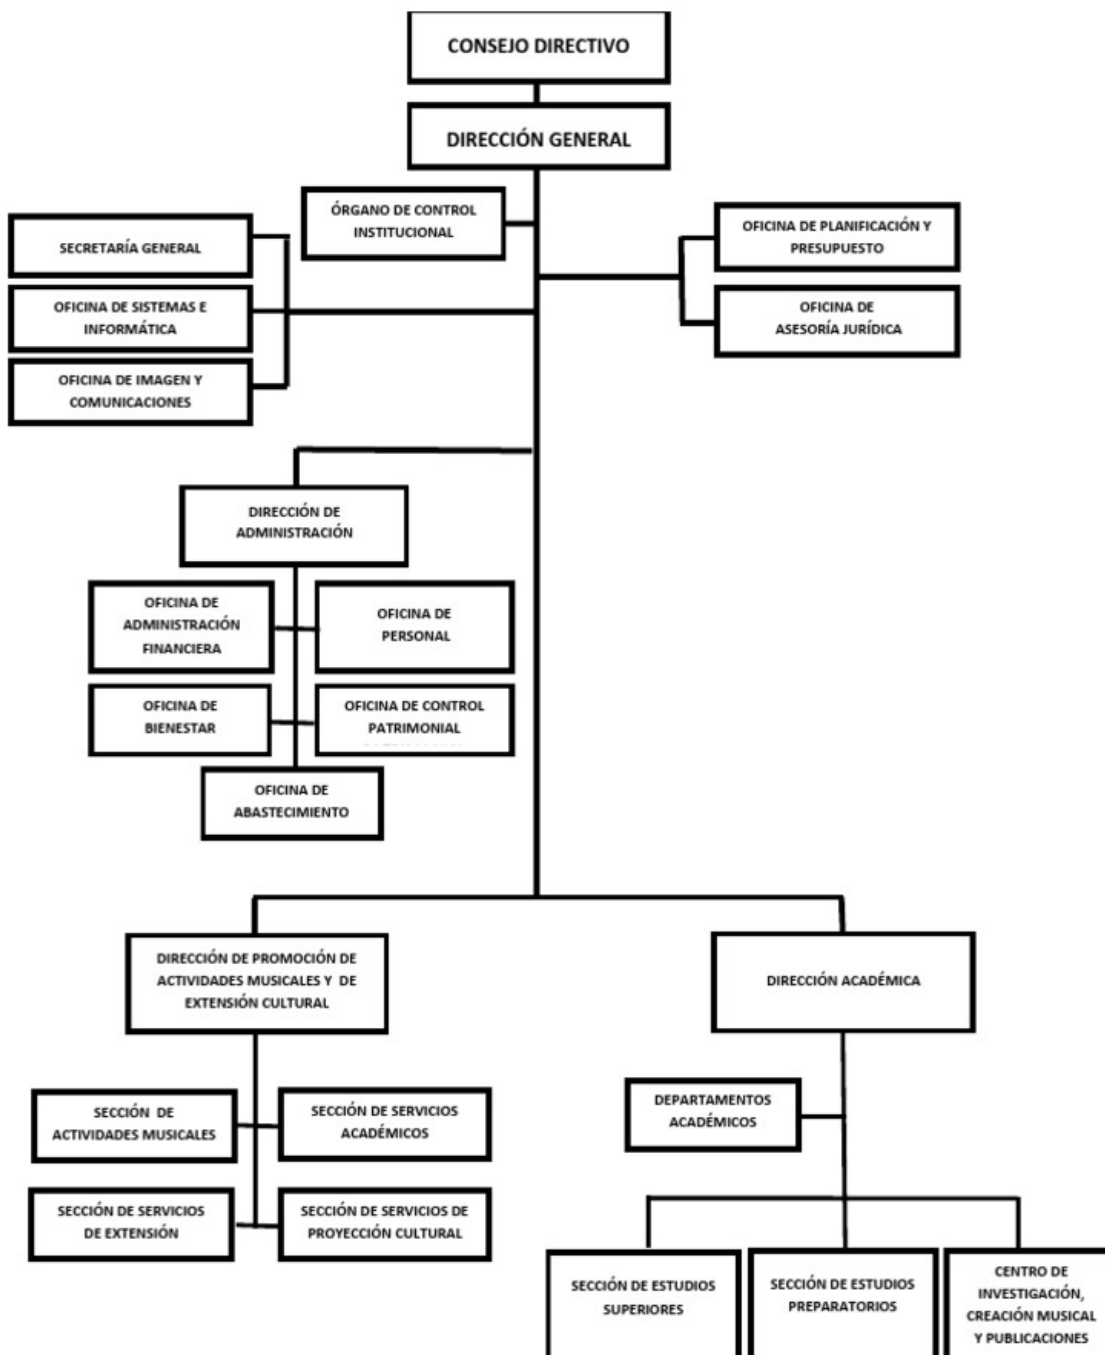 CONSEJO DIRECTIVO
DIRECCIÓN GENERAL
ÓRGANO DE CONTROL
INSTITUCIONAL
SECRETARÍA GENERAL
OFICINA DE SISTEMAS E
INFORMÁTICA
OFICINA DE IMAGEN Y
COMUNICACIONES
OFICINA DE PLANIFICACIÓN Y
PRESUPUESTO
OFICINA DE
ASESORÍA JURÍDICA
DIRECCIÓN DE
ADMINISTRACIÓN
OFICINA DE
ADMINISTRACIÓN
FINANCIERA
OFICINA DE
PERSONAL
OFICINA DE
BIENESTAR
OFICINA DE CONTROL
PATRIMONIAL
OFICINA DE
ABASTECIMIENTO
DIRECCIÓN DE PROMOCIÓN DE
ACTIVIDADES MUSICALES Y DE
EXTENSIÓN CULTURAL
SECCIÓN DE
ACTIVIDADES MUSICALES
SECCIÓN DE SERVICIOS
ACADÉMICOS
SECCIÓN DE SERVICIOS
DE EXTENSIÓN
SECCIÓN DE SERVICIOS DE
PROYECCIÓN CULTURAL
DIRECCIÓN ACADÉMICA
DEPARTAMENTOS
ACADÉMICOS
SECCIÓN DE ESTUDIOS
SUPERIORES
SECCIÓN DE ESTUDIOS
PREPARATORIOS
CENTRO DE
INVESTIGACIÓN,
CREACIÓN MUSICAL
Y PUBLICACIONES